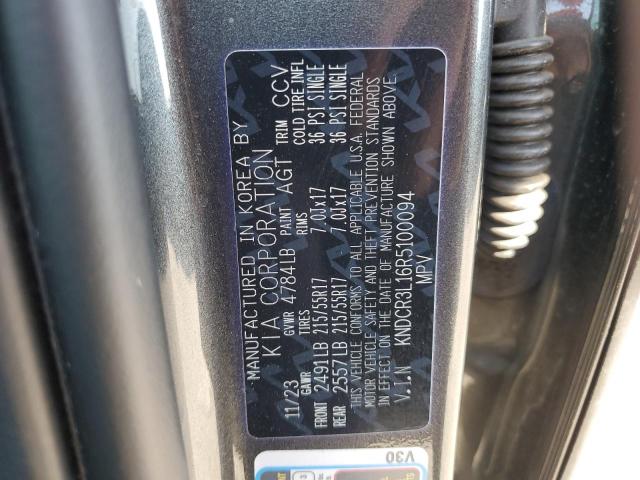 MANUFACTURED IN KOREA BY
KIA CORPORATION
11/23 GVWR 4784LB PAINT AGT TRIM CCV
GAWR TIRES RIMS COLD TIRE INFL
FRONT 2491LB 215/55R17 7.0Jx17 36 PSI SINGLE
REAR 2557LB 215/55R17 7.0Jx17 36 PSI SINGLE
THIS VEHICLE CONFORMS TO ALL APPLICABLE U.S.A. FEDERAL
MOTOR VEHICLE SAFETY AND THEFT PREVENTION STANDARDS
IN EFFECT ON THE DATE OF MANUFACTURE SHOWN ABOVE.
V.I.N KNDCR3L16R5100094
MPV
V30